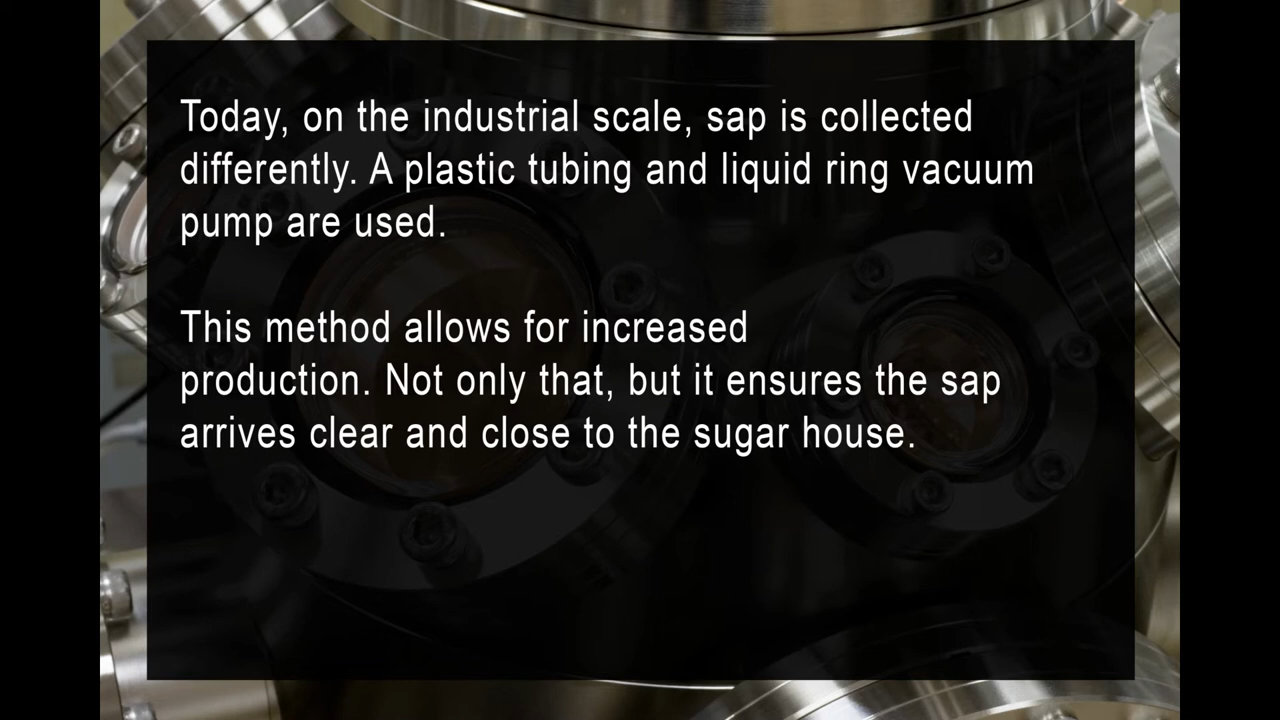 Today, on the industrial scale, sap is collected
differently. A plastic tubing and liquid ring vacuum
pump are used.
This method allows for increased
production. Not only that, but it ensures the sap
arrives clear and close to the sugar house.